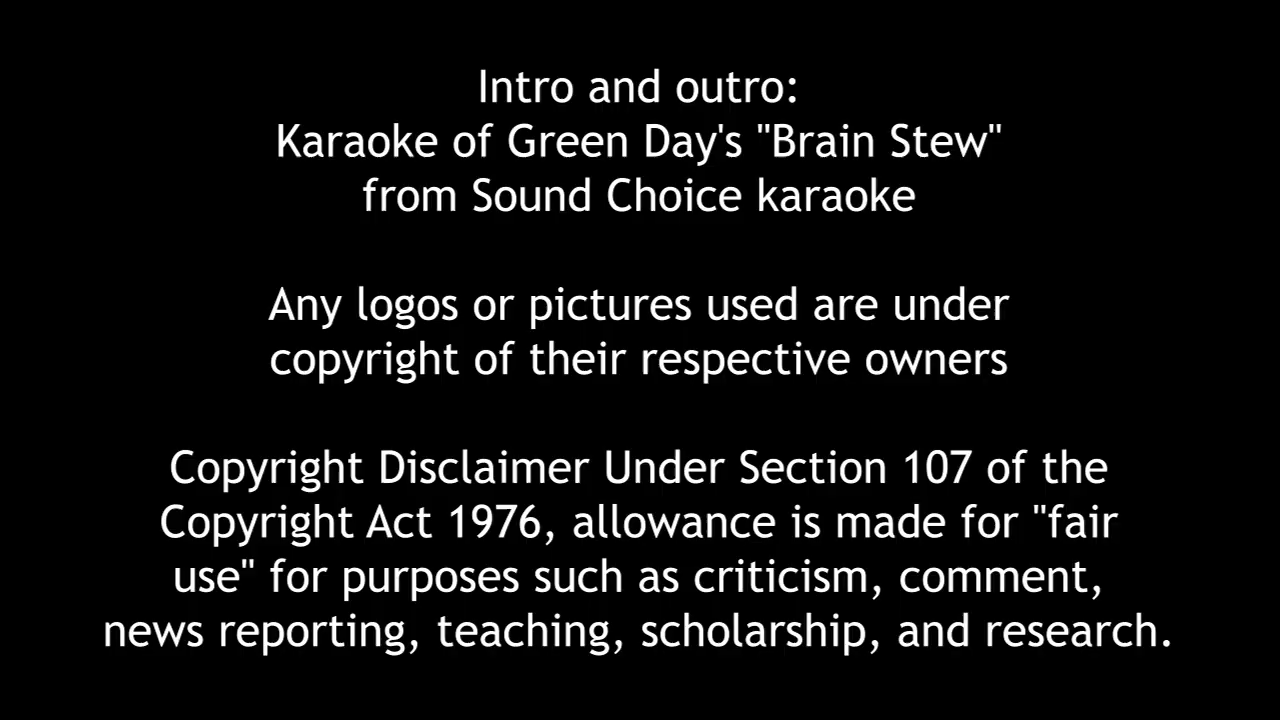 Intro and outro:
Karaoke of Green Day's "Brain Stew"
from Sound Choice karaoke
Any logos or pictures used are under
copyright of their respective owners
Copyright Disclaimer Under Section 107 of the
Copyright Act 1976, allowance is made for "fair
use" for purposes such as criticism, comment,
news reporting, teaching, scholarship, and research.